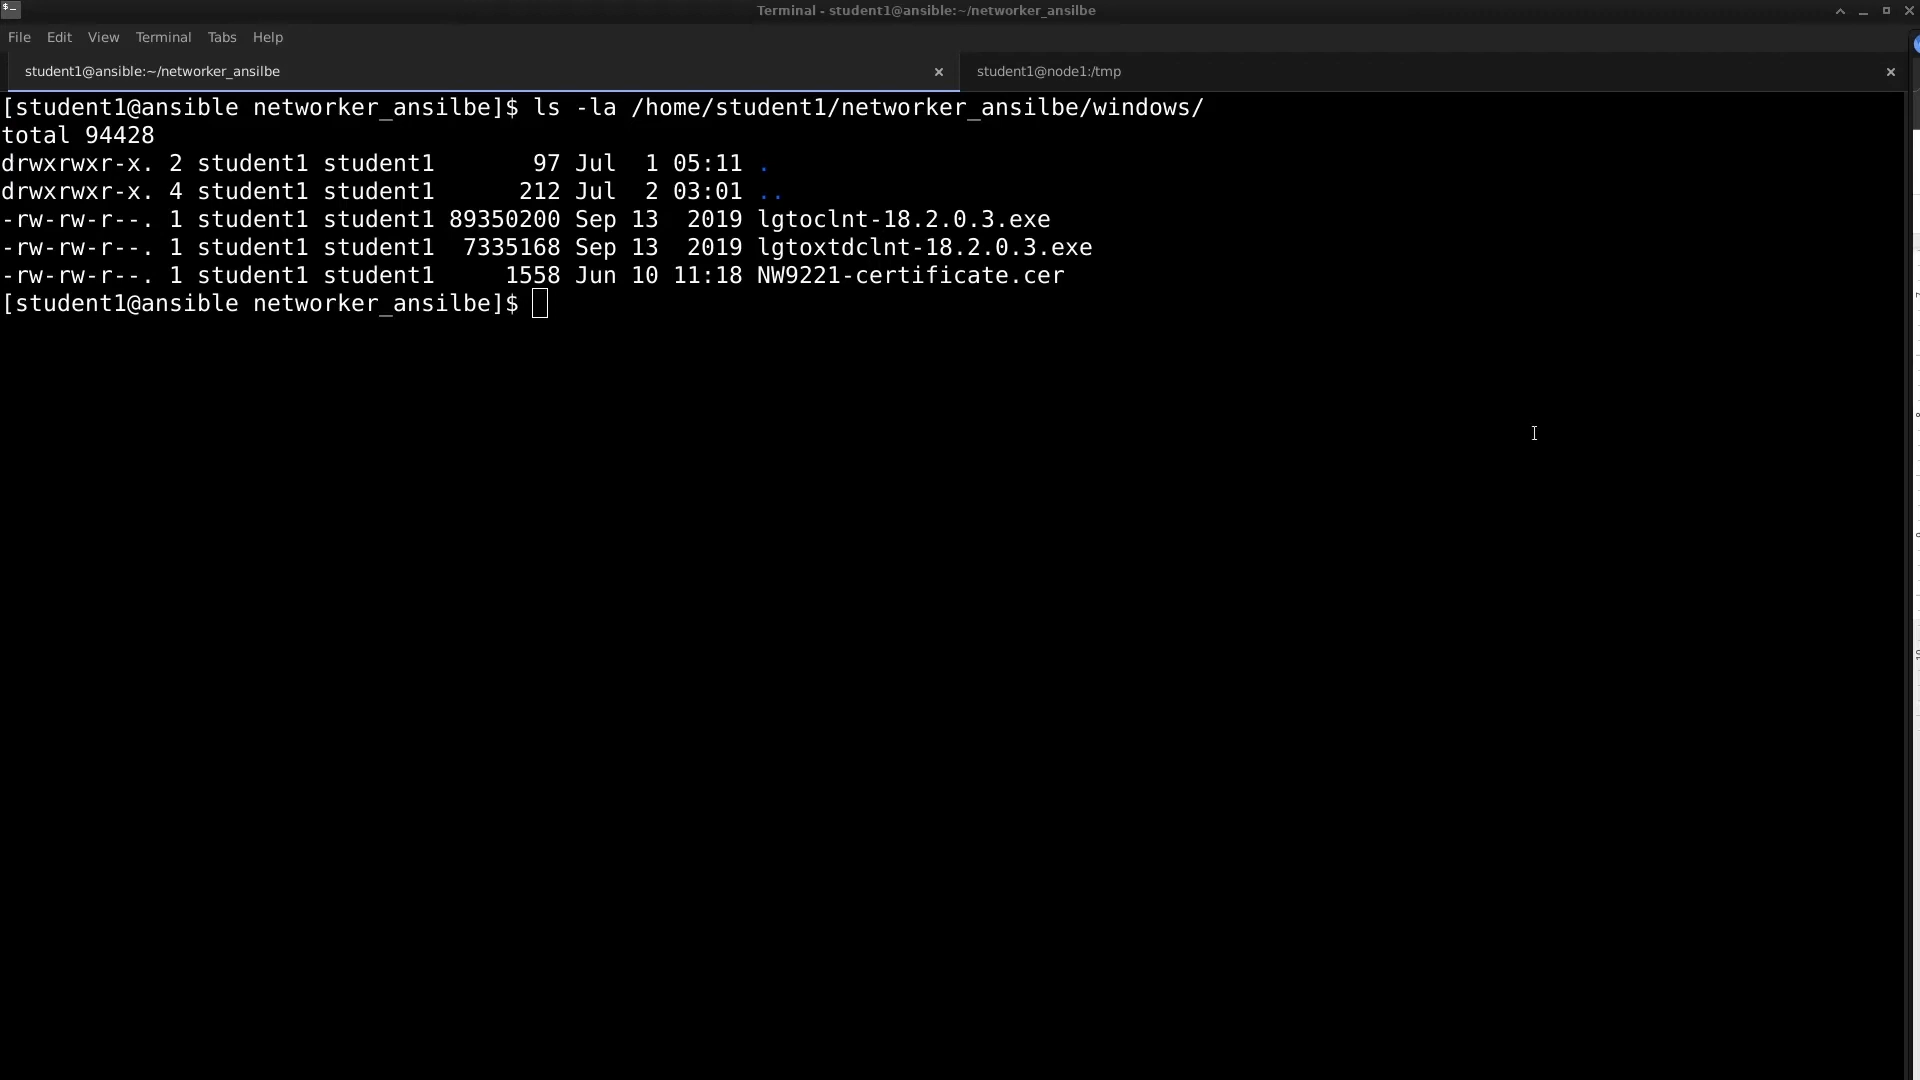 Terminal - student1@ansible:~/networker_ansilbe
File Edit View Terminal Tabs Help
student1@ansible:~/networker_ansilbe
student1@node1:/tmp
[student1@ansible networker_ansilbe]$ ls -la /home/student1/networker_ansilbe/windows/
total 94428
drwxrwxr-x. 2 student1 student1       97 Jul  1 05:11 .
drwxrwxr-x. 4 student1 student1      212 Jul  2 03:01 ..
-rw-rw-r--. 1 student1 student1 89350200 Sep 13  2019 lgtoclnt-18.2.0.3.exe
-rw-rw-r--. 1 student1 student1  7335168 Sep 13  2019 lgtoxtdclnt-18.2.0.3.exe
-rw-rw-r--. 1 student1 student1     1558 Jun 10 11:18 NW9221-certificate.cer
[student1@ansible networker_ansilbe]$